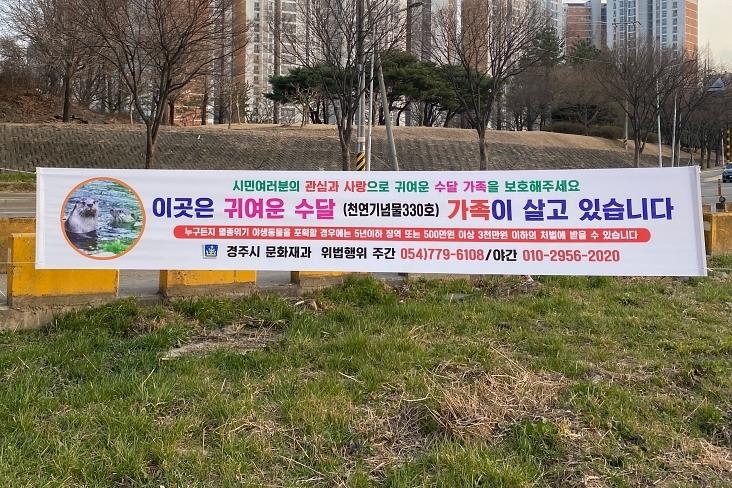 시민여러분의 관심과 사랑으로 귀여운 수달 가족을 보호해주세요
이곳은 귀여운 수달 (천연기념물330호) 가족이 살고 있습니다
누구든지 멸종위기 야생동물을 포획할 경우에는 5년이하 징역 또는 500만원 이상 3천만원 이하의 처벌에 받을 수 있습니다
경주시 문화재과 위법행위 주간 054)779-6108/야간 010-2956-2020